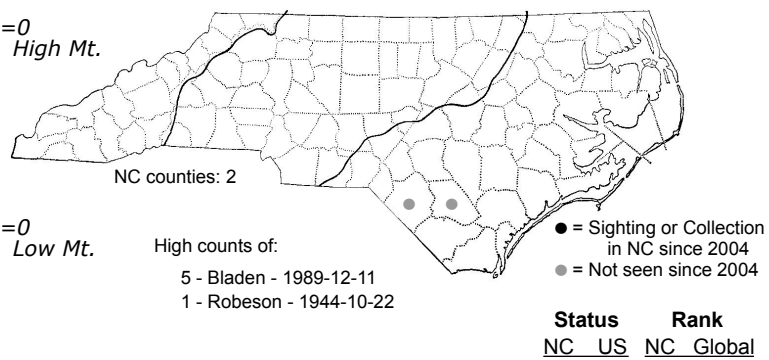 =0
High Mt.
NC counties: 2
=0
Low Mt.
High counts of:
5 - Bladen - 1989-12-11
1 - Robeson - 1944-10-22
● = Sighting or Collection
in NC since 2004
● = Not seen since 2004
Status Rank
NC US NC Global